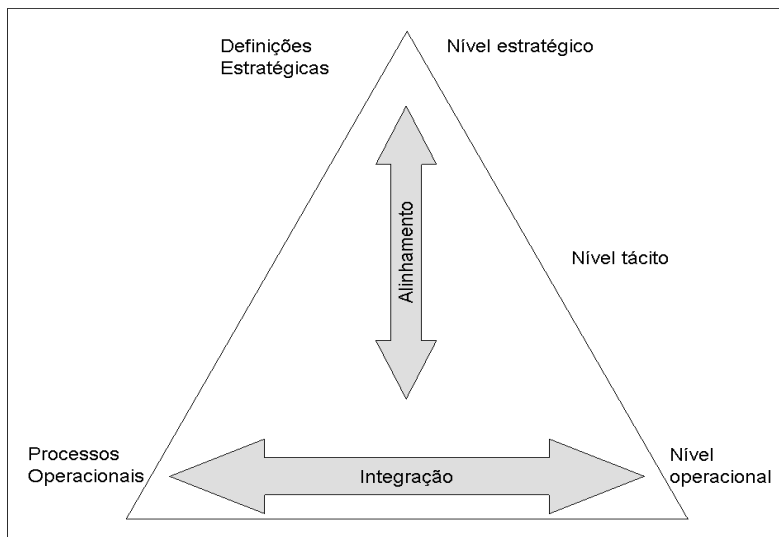 Definições
Estratégicas
Nível estratégico
Alinhamento
Nível tácito
Processos
Operacionais
Integração
Nível
operacional